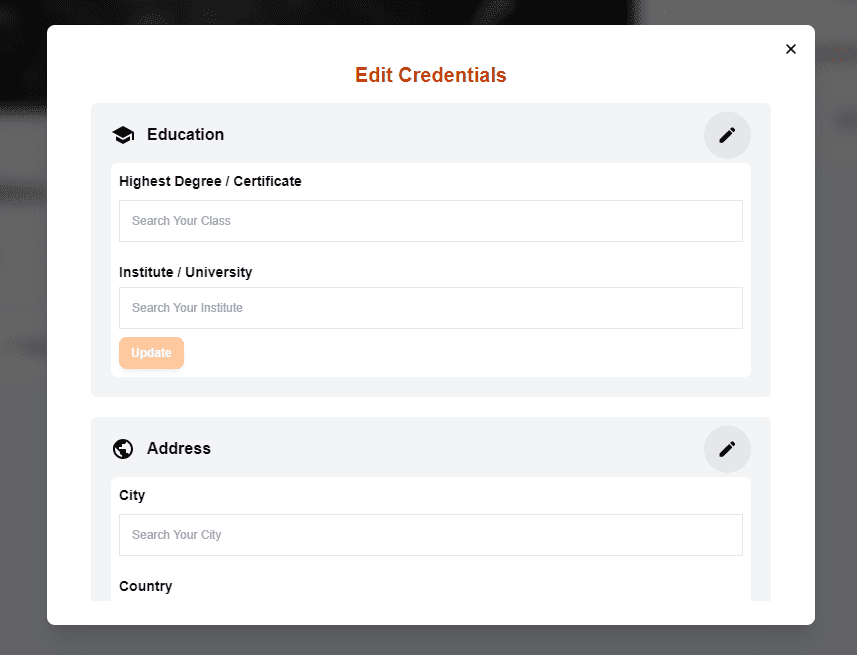 Edit Credentials
Education
Highest Degree / Certificate
Search Your Class
Institute / University
Search Your Institute
Update
Address
City
Search Your City
Country